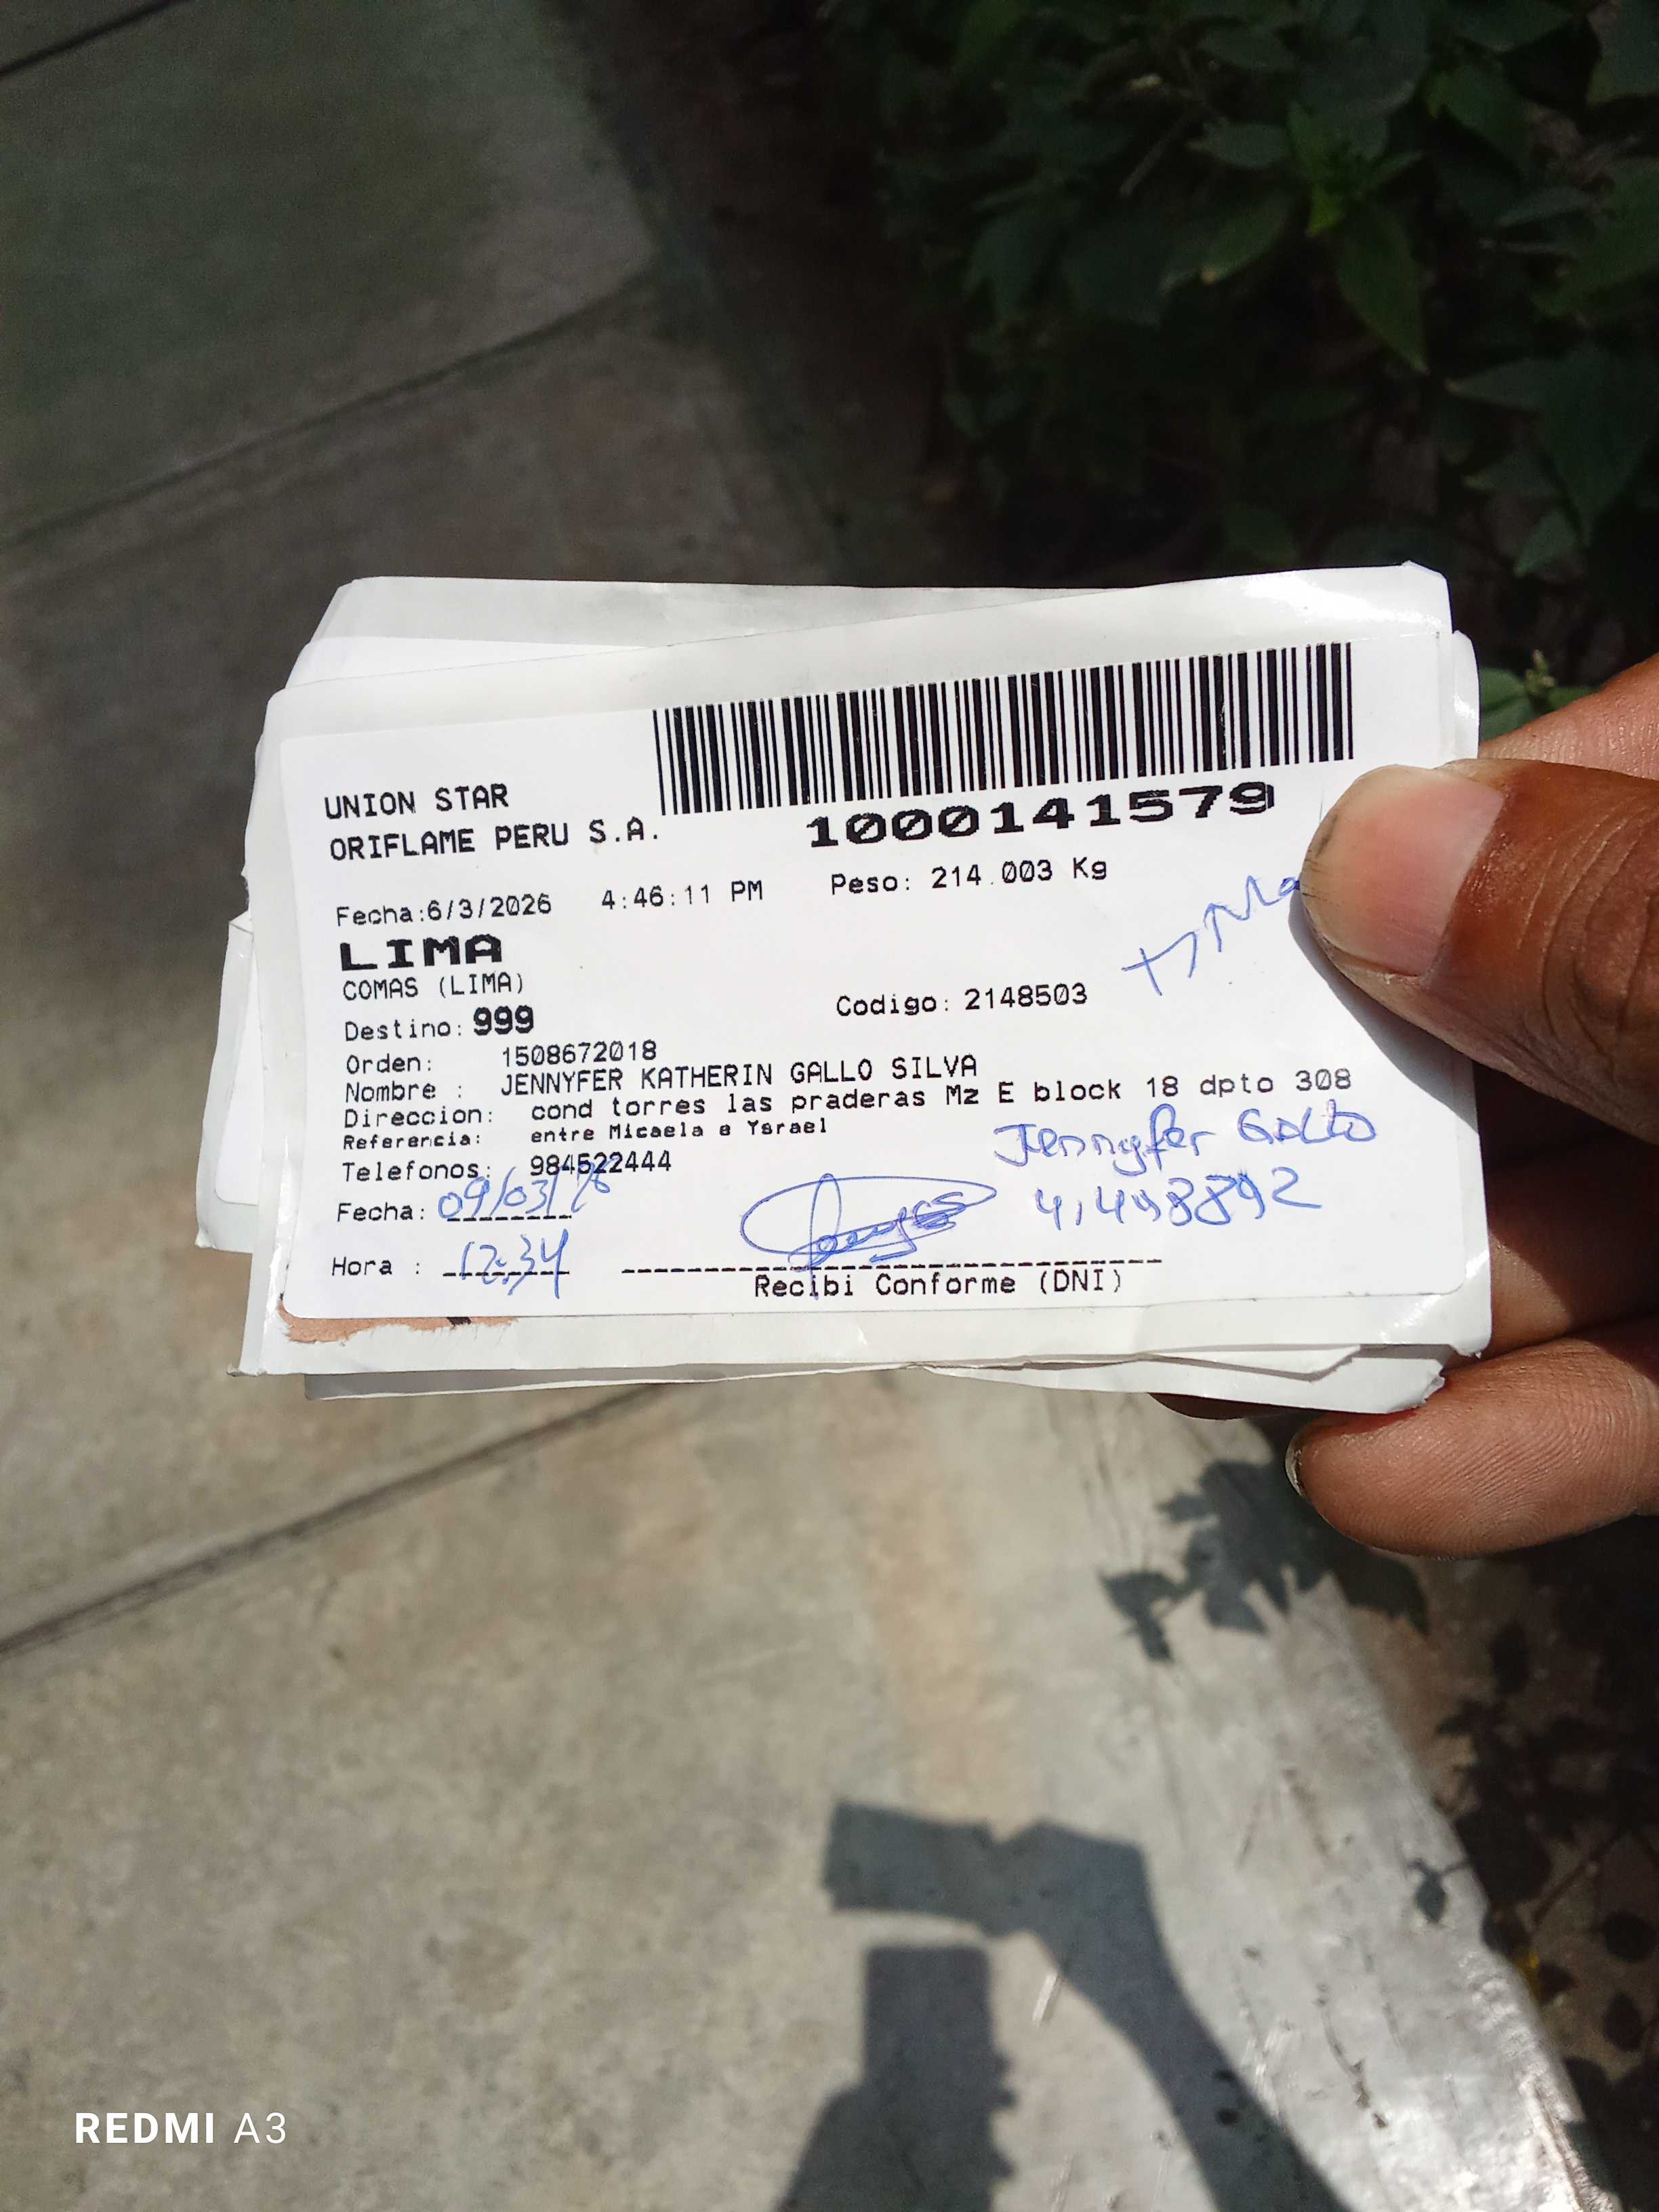 UNION STAR
ORIFLAME PERU S.A.
1000141579
Fecha:6/3/2026 4:46:11 PM Peso: 214.003 Kg
LIMA
COMAS (LIMA)
Destino: 999 Codigo: 2148503
Orden: 1508672018
Nombre : JENNYFER KATHERIN GALLO SILVA
Direccion: cond torres las praderas Mz E block 18 dpto 308
Referencia: entre Micaela e Ysrael
Jennyfer Gallo
Telefonos: 984522444
Fecha: 09/03/26
Hora : 12:34
Recibi Conforme (DNI)
REDMI A3